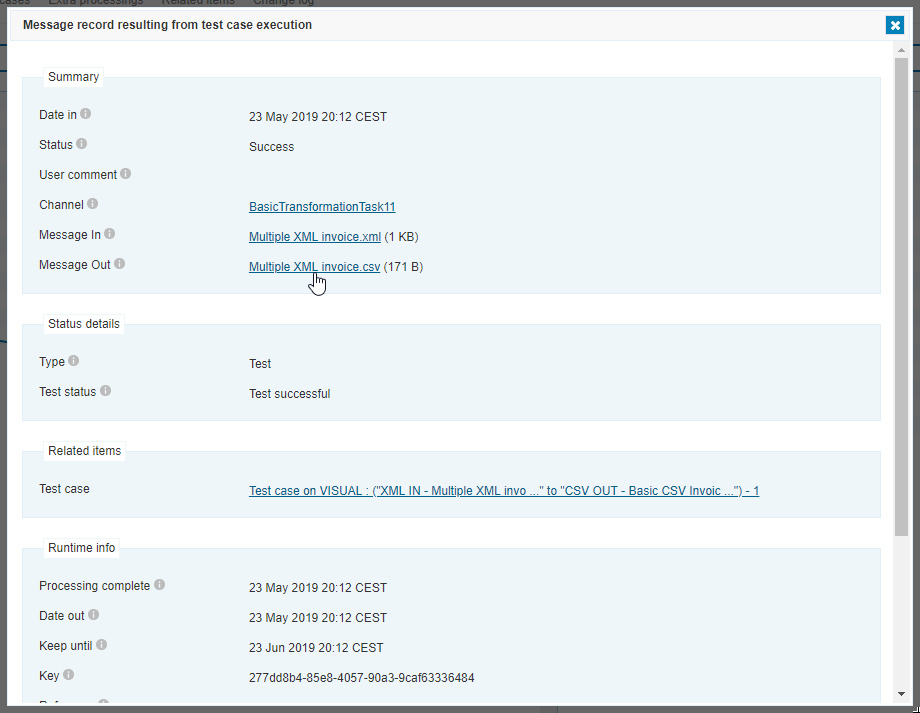 cases Extra processings Related items Change log
Message record resulting from test case execution
Summary
Date in 23 May 2019 20:12 CEST
Status Success
User comment
Channel BasicTransformationTask11
Message In Multiple XML invoice.xml (1 KB)
Message Out Multiple XML invoice.csv (171 B)
Status details
Type Test
Test status Test successful
Related items
Test case Test case on VISUAL : ("XML IN - Multiple XML invo ..." to "CSV OUT - Basic CSV Invoic ...") - 1
Runtime info
Processing complete 23 May 2019 20:12 CEST
Date out 23 May 2019 20:12 CEST
Keep until 23 Jun 2019 20:12 CEST
Key 277dd8b4-85e8-4057-90a3-9caf63336484